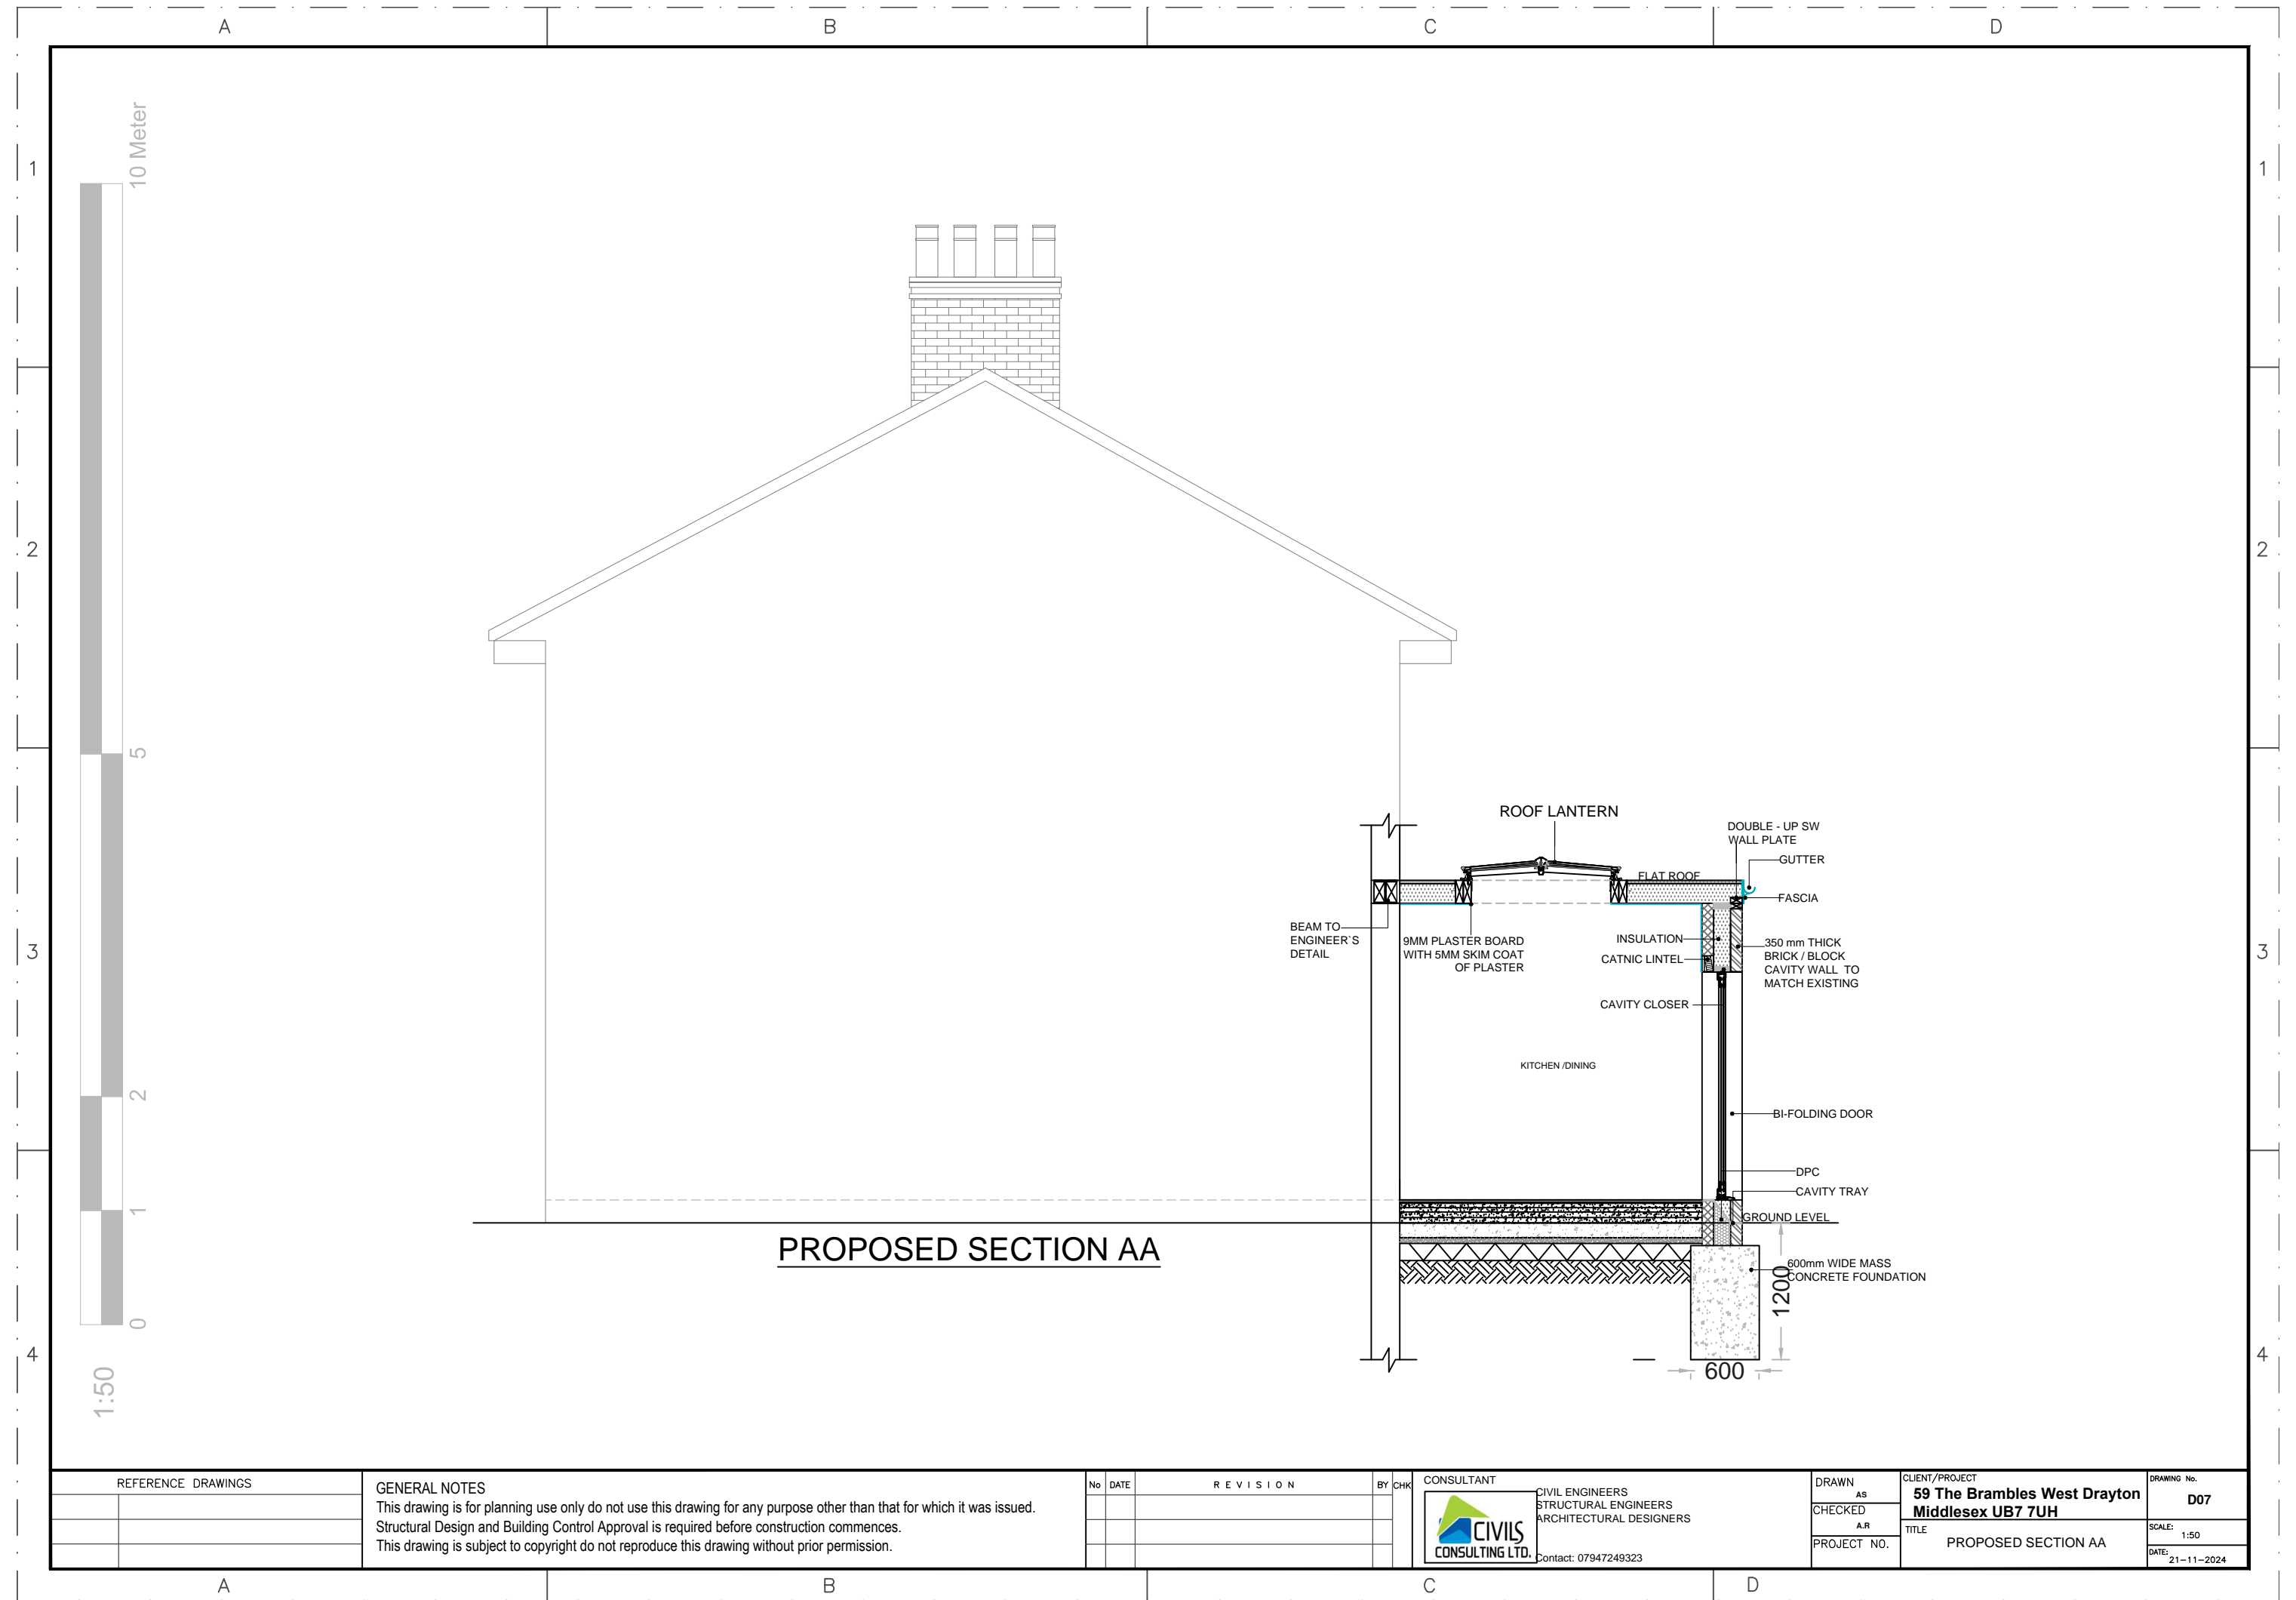 A B C D
1 1
10 Meter
2 2
5
ROOF LANTERN
DOUBLE - UP SW
WALL PLATE
GUTTER
FLAT ROOF
FASCIA
BEAM TO
ENGINEER`S
DETAIL
9MM PLASTER BOARD
WITH 5MM SKIM COAT
OF PLASTER
INSULATION
CATNIC LINTEL
350 mm THICK
BRICK / BLOCK
CAVITY WALL TO
MATCH EXISTING
3 3
CAVITY CLOSER
KITCHEN /DINING
2
BI-FOLDING DOOR
DPC
CAVITY TRAY
1
GROUND LEVEL
PROPOSED SECTION AA
600mm WIDE MASS
CONCRETE FOUNDATION
1200
0
4 4
600
1:50
REFERENCE DRAWINGS
GENERAL NOTES
This drawing is for planning use only do not use this drawing for any purpose other than that for which it was issued.
Structural Design and Building Control Approval is required before construction commences.
This drawing is subject to copyright do not reproduce this drawing without prior permission.
No DATE REVISION BY CHK
CONSULTANT
CIVILS
CONSULTING LTD.
CIVIL ENGINEERS
STRUCTURAL ENGINEERS
ARCHITECTURAL DESIGNERS
Contact: 07947249323
DRAWN
AS
CHECKED
A.R
PROJECT NO.
CLIENT/PROJECT
59 The Brambles West Drayton
Middlesex UB7 7UH
TITLE
PROPOSED SECTION AA
DRAWING No.
D07
SCALE:
1:50
DATE:
21-11-2024
A B C D